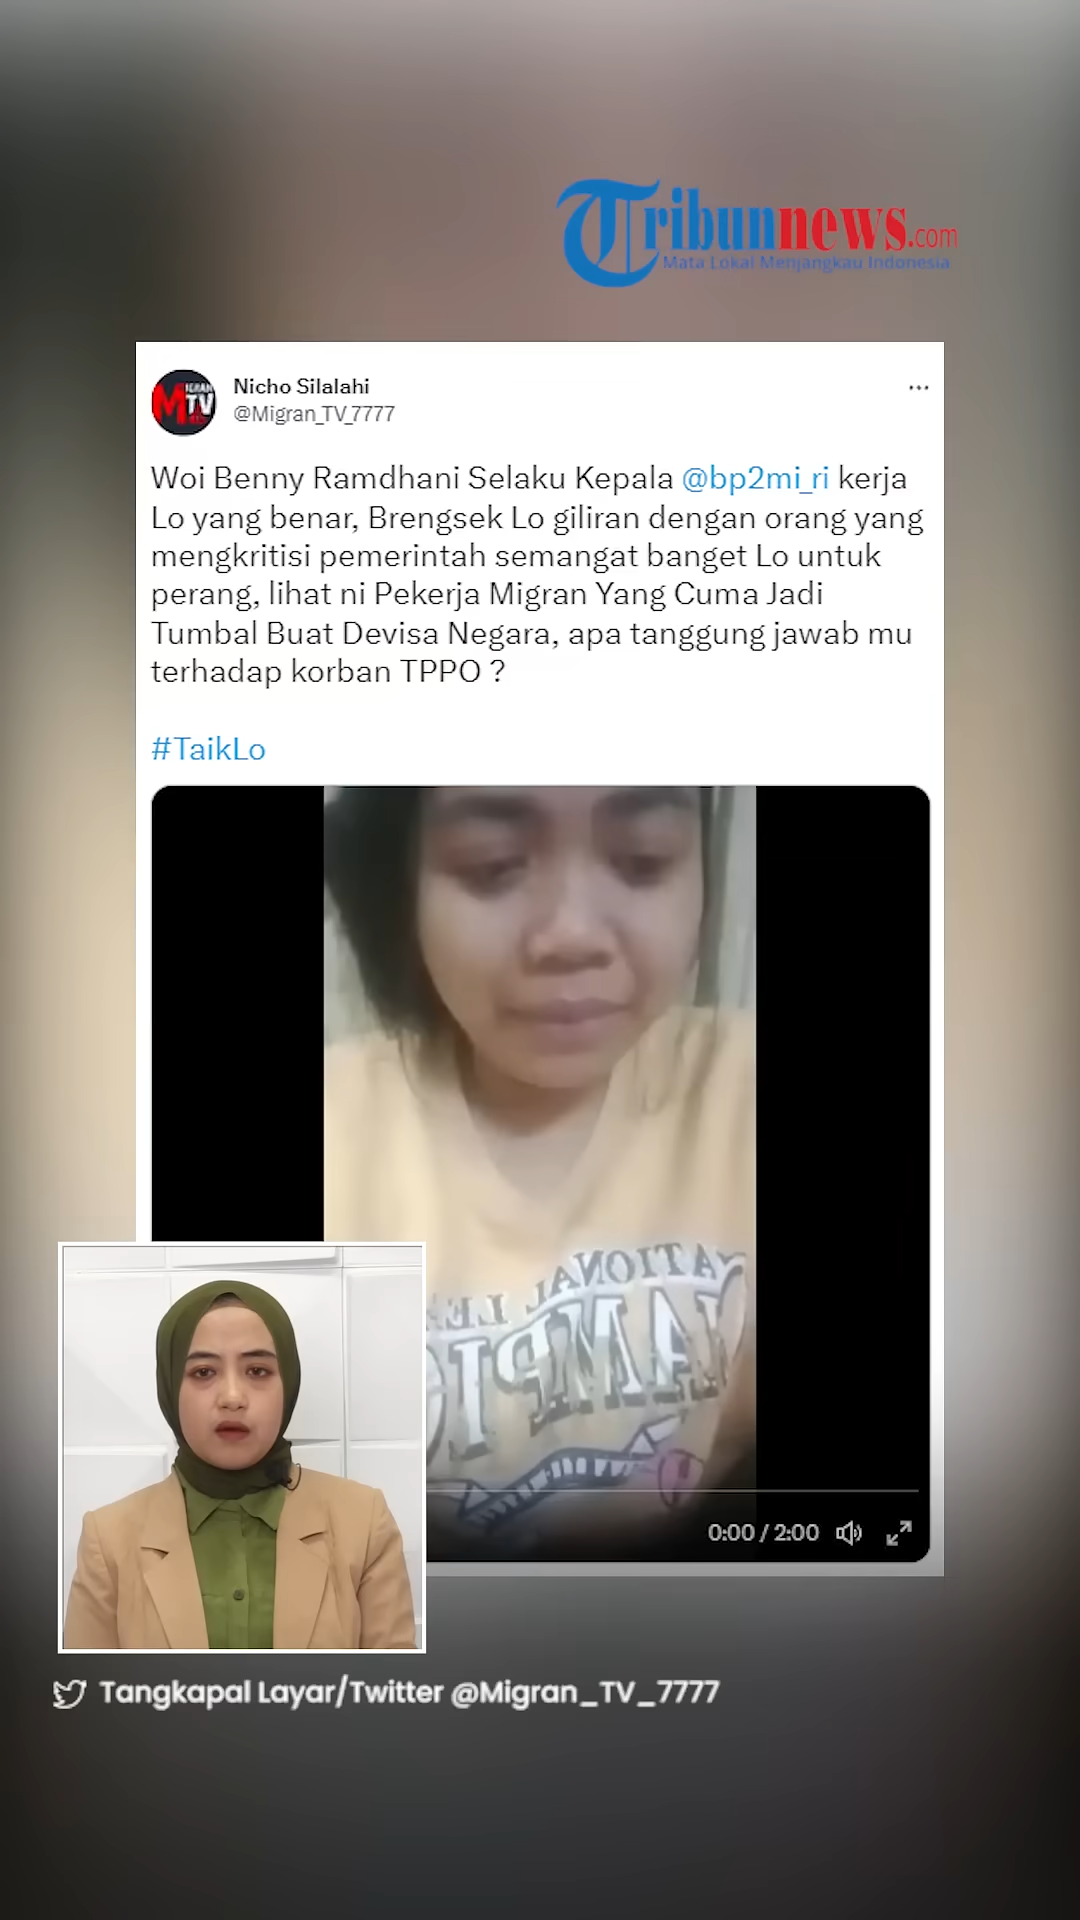 Tribunnews.com
Mata Lokal Menjangkau Indonesia
MIGRAN
TV
Nicho Silalahi
@Migran_TV_7777
Woi Benny Ramdhani Selaku Kepala @bp2mi_ri kerja
Lo yang benar, Brengsek Lo giliran dengan orang yang
mengkritisi pemerintah semangat banget Lo untuk
perang, lihat ni Pekerja Migran Yang Cuma Jadi
Tumbal Buat Devisa Negara, apa tanggung jawab mu
terhadap korban TPPO ?
#TaikLo
0:00 / 2:00
Tangkapal Layar/Twitter @Migran_TV_7777